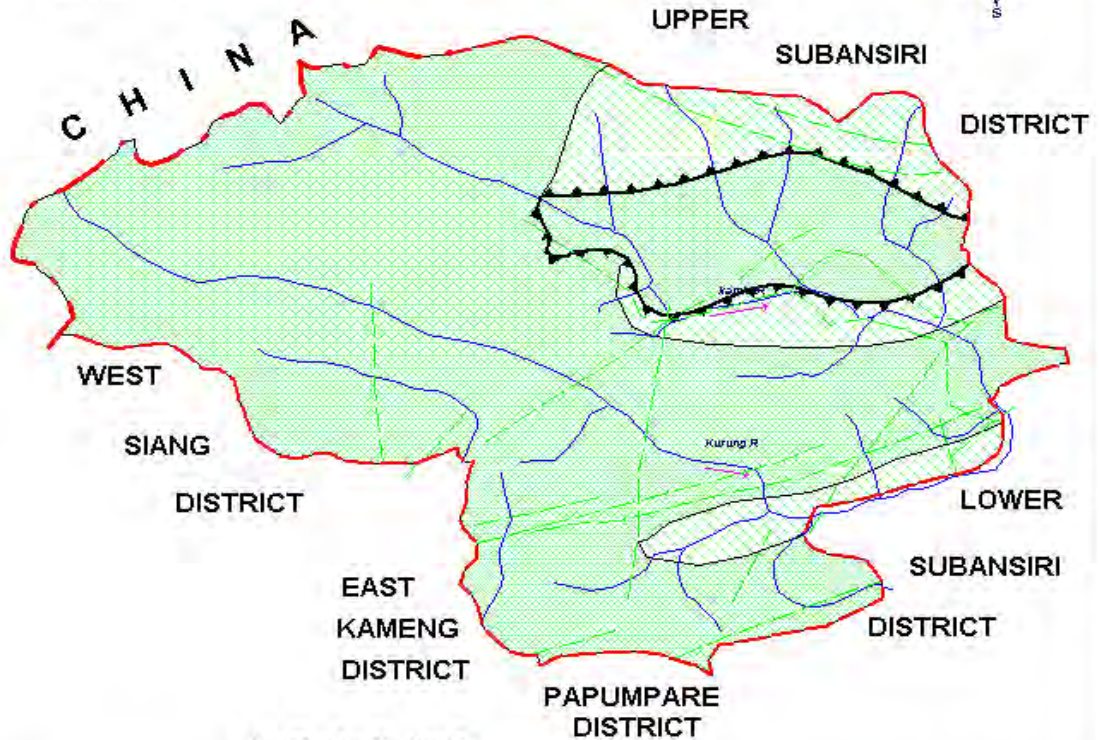 S
UPPER
SUBANSIRI
DISTRICT
CHINA
WEST
SIANG
DISTRICT
Kurung R
LOWER
SUBANSIRI
DISTRICT
EAST
KAMENG
DISTRICT
PAPUMPARE
DISTRICT